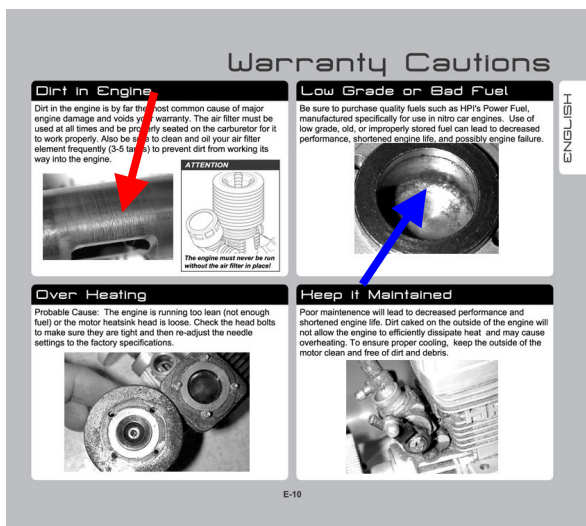 Warranty Cautions
Dirt in Engine
Dirt in the engine is by far the most common cause of major
engine damage and voids your warranty. The air filter must be
used at all times and be properly seated on the carburetor for it
to work properly. Also be sure to clean and oil your air filter
element frequently (3-5 tanks) to prevent dirt from working its
way into the engine.
ATTENTION
The engine must never be run
without the air filter in place!
Low Grade or Bad Fuel
Be sure to purchase quality fuels such as HPI's Power Fuel,
manufactured specifically for use in nitro car engines. Use of
low grade, old, or improperly stored fuel can lead to decreased
performance, shortened engine life, and possibly engine failure.
ENGLISH
Over Heating
Probable Cause: The engine is running too lean (not enough
fuel) or the motor heatsink head is loose. Check the head bolts
to make sure they are tight and then re-adjust the needle
settings to the factory specifications.
Keep it Maintained
Poor maintenence will lead to decreased performance and
shortened engine life. Dirt caked on the outside of the engine will
not allow the engine to efficiently dissipate heat and may cause
overheating. To ensure proper cooling, keep the outside of the
motor clean and free of dirt and debris.
E-10